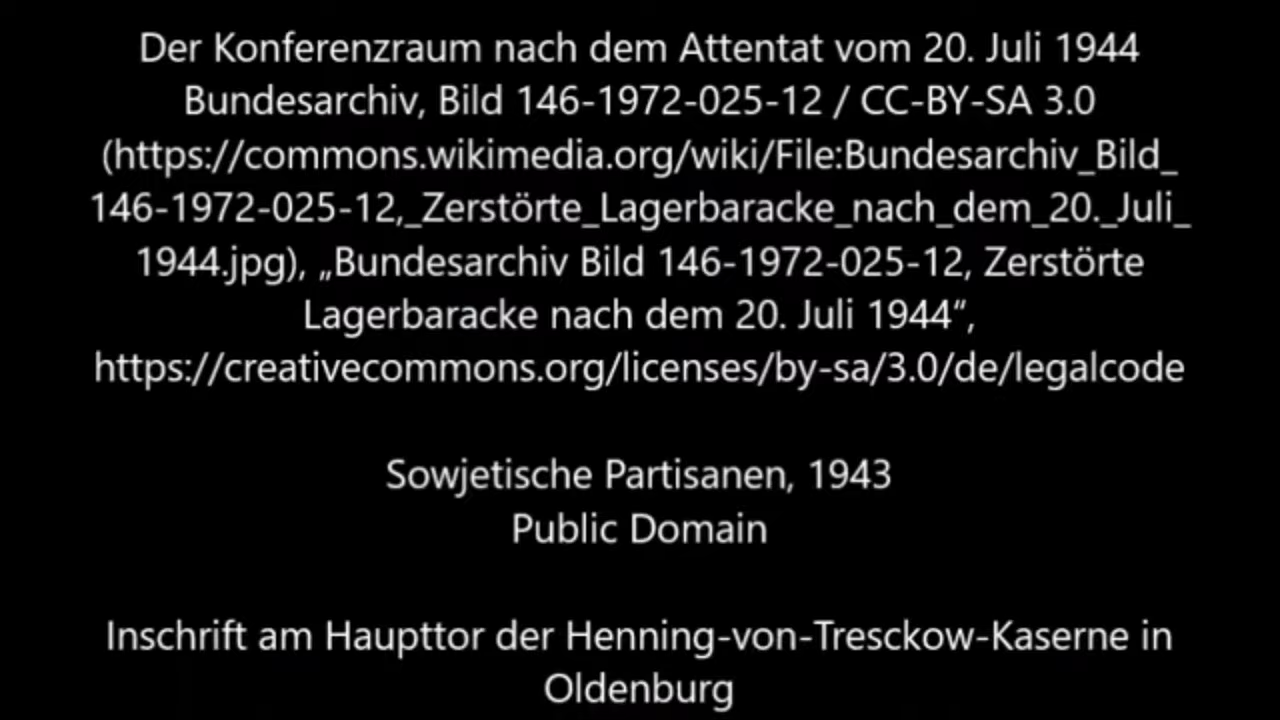 Der Konferenzraum nach dem Attentat vom 20. Juli 1944
Bundesarchiv, Bild 146-1972-025-12 / CC-BY-SA 3.0
(https://commons.wikimedia.org/wiki/File:Bundesarchiv_Bild_
146-1972-025-12,_Zerstörte_Lagerbaracke_nach_dem_20._Juli_
1944.jpg), „Bundesarchiv Bild 146-1972-025-12, Zerstörte
Lagerbaracke nach dem 20. Juli 1944“,
https://creativecommons.org/licenses/by-sa/3.0/de/legalcode
Sowjetische Partisanen, 1943
Public Domain
Inschrift am Haupttor der Henning-von-Tresckow-Kaserne in
Oldenburg